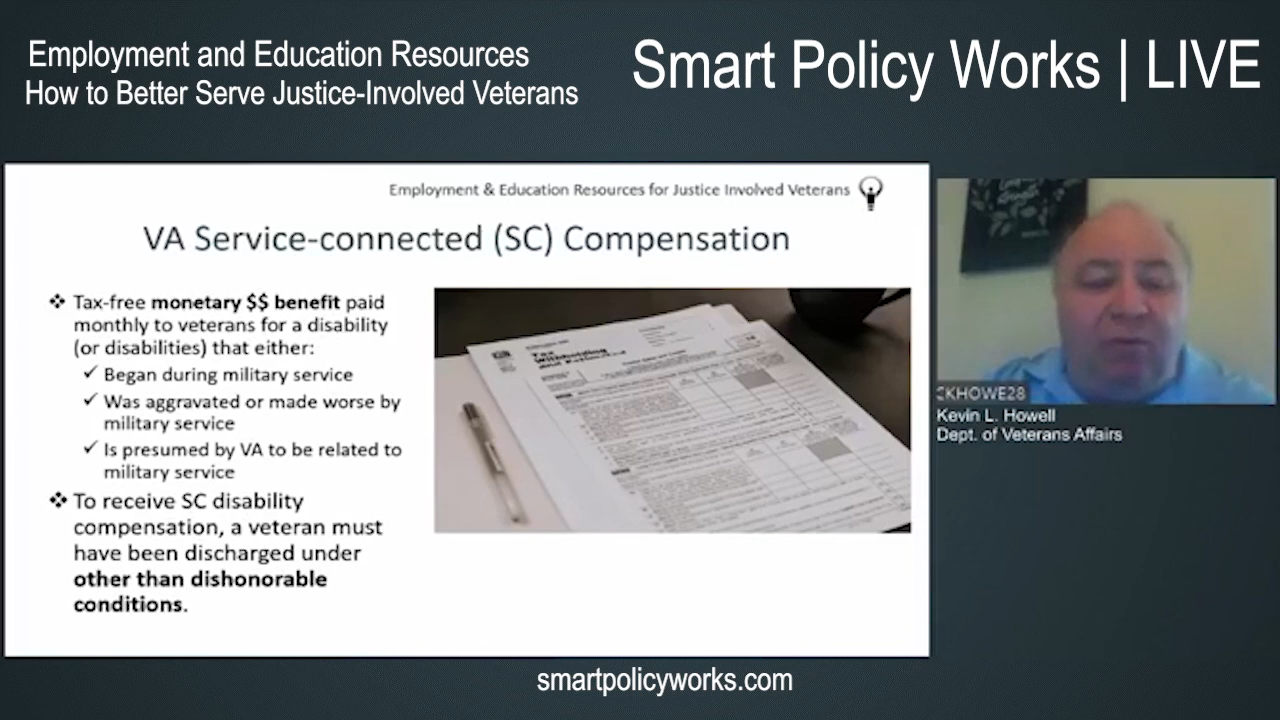 Employment and Education Resources
How to Better Serve Justice-Involved Veterans
Smart Policy Works | LIVE
Employment & Education Resources for Justice Involved Veterans
VA Service-connected (SC) Compensation
❖ Tax-free monetary $$ benefit paid
monthly to veterans for a disability
(or disabilities) that either:
✓ Began during military service
✓ Was aggravated or made worse by
military service
✓ Is presumed by VA to be related to
military service
❖ To receive SC disability
compensation, a veteran must
have been discharged under
other than dishonorable
conditions.
Tax
Withholding
CKHOWE28
Kevin L. Howell
Dept. of Veterans Affairs
smartpolicyworks.com